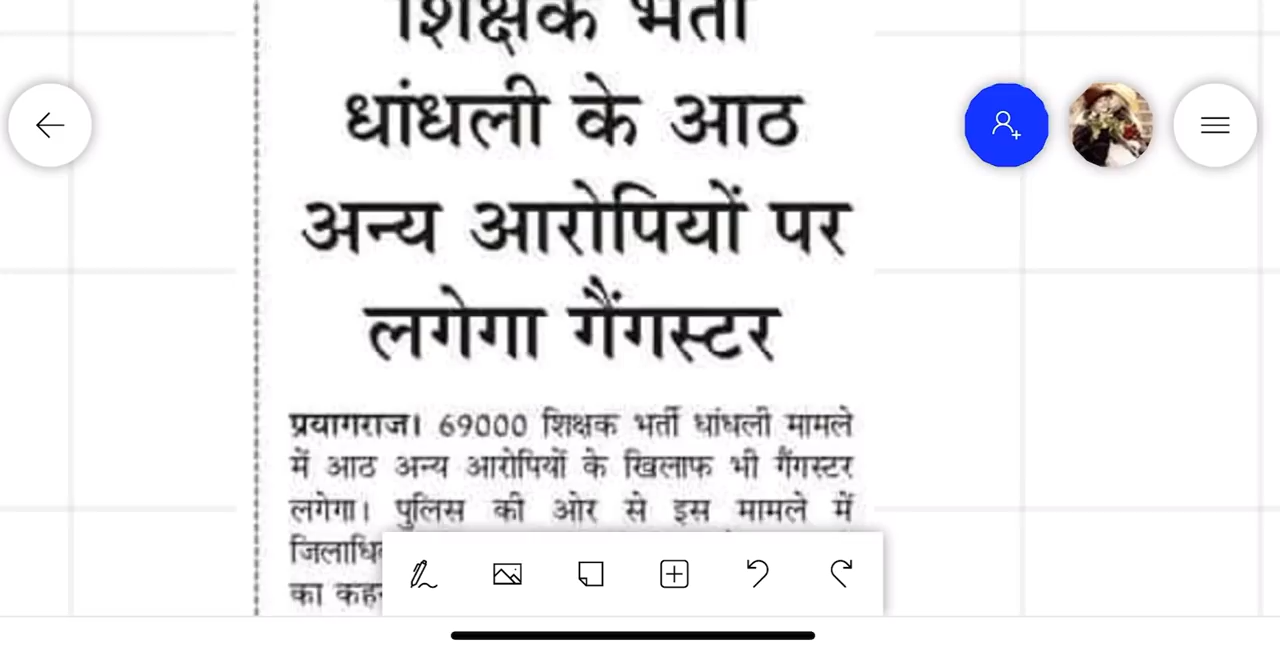 शिक्षक भर्ती
धांधली के आठ
अन्य आरोपियों पर
लगेगा गैंगस्टर
प्रयागराज। 69000 शिक्षक भर्ती धांधली मामले
में आठ अन्य आरोपियों के खिलाफ भी गैंगस्टर
लगेगा। पुलिस की ओर से इस मामले में
का